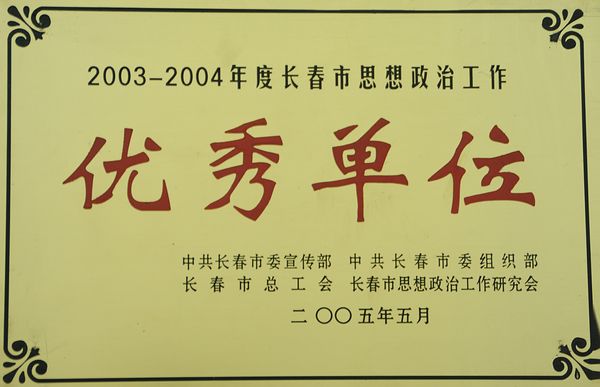 2003-2004年度长春市思想政治工作
优秀单位
中共长春市委宣传部 中共长春市委组织部
长春市总工会 长春市思想政治工作研究会
二〇〇五年五月